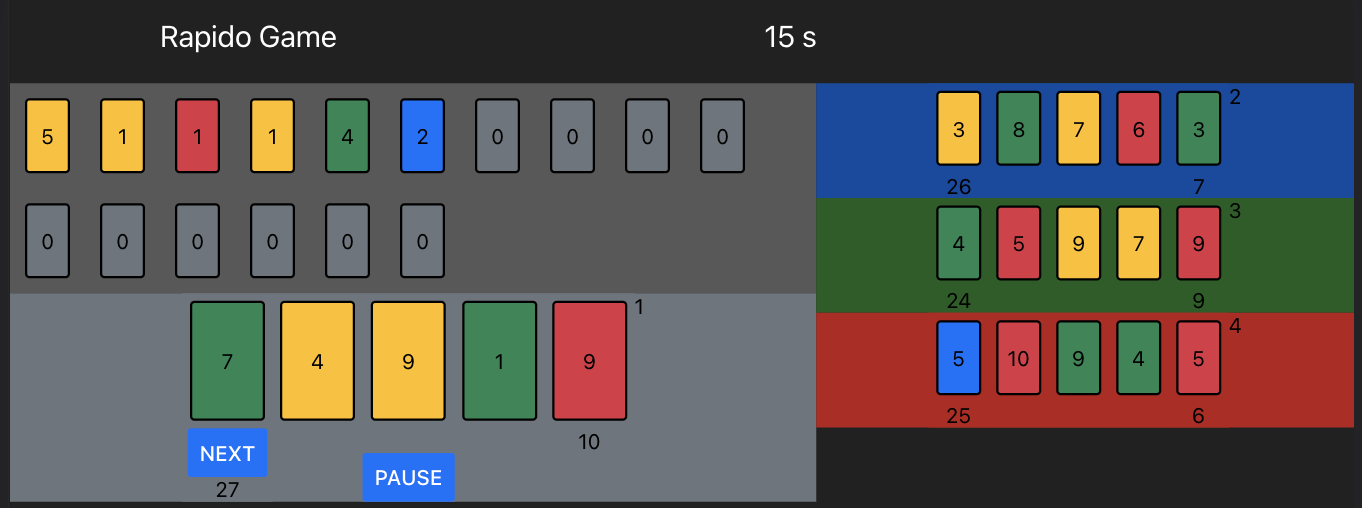 Rapido Game 15 s
5 1 1 1 4 2 0 0 0 0
0 0 0 0 0 0
7 4 9 1 9 1
10
NEXT
27
PAUSE
3 8 7 6 3 2
26 7
4 5 9 7 9 3
24 9
5 10 9 4 5 4
25 6